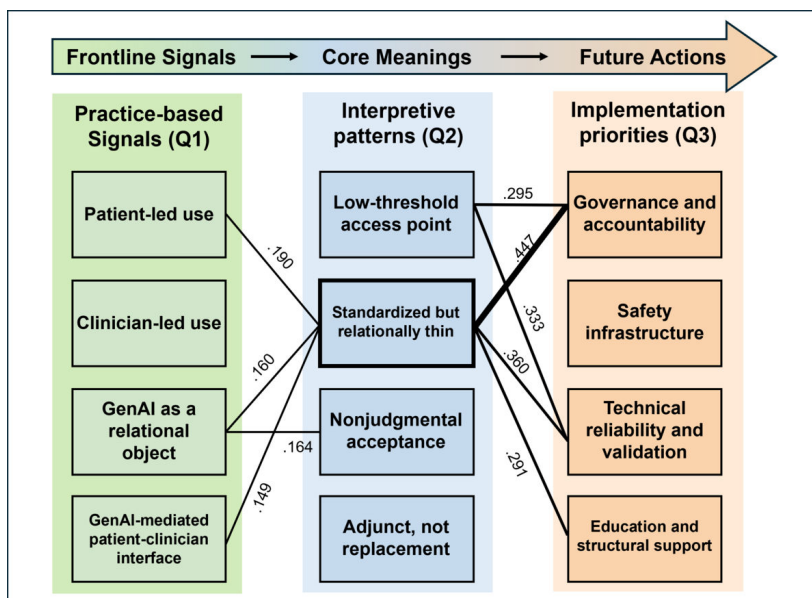 Frontline Signals
Core Meanings
Future Actions
Practice-based
Signals (Q1)
Patient-led use
Clinician-led use
GenAI as a
relational
object
GenAI-mediated
patient-clinician
interface
.190
.160
.164
.149
Interpretive
patterns (Q2)
Low-threshold
access point
Standardized but
relationally thin
Nonjudgmental
acceptance
Adjunct, not
replacement
.295
.447
.333
.360
.291
Implementation
priorities (Q3)
Governance and
accountability
Safety
infrastructure
Technical
reliability and
validation
Education and
structural support